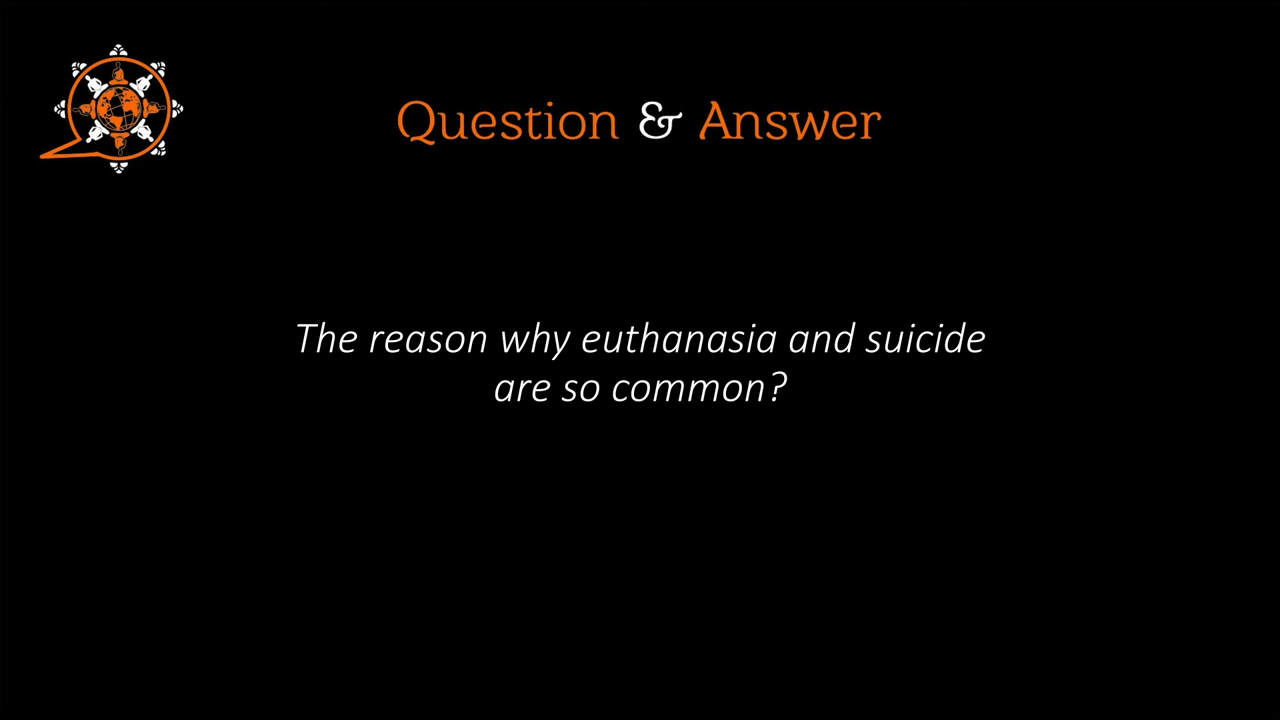 Question & Answer
The reason why euthanasia and suicide
are so common?